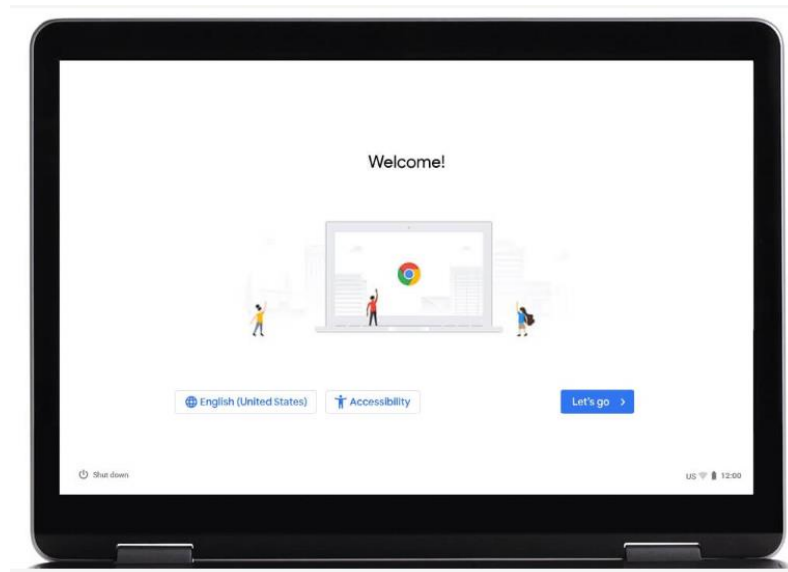 Welcome!
English (United States)
Accessibility
Let's go
Shut down
US 12:00